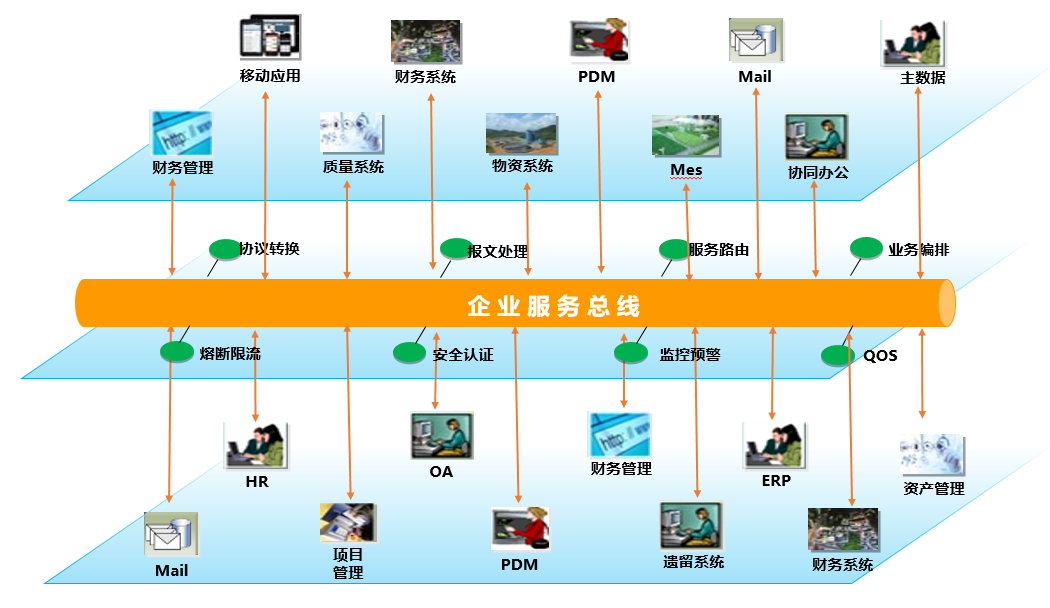 移动应用
财务系统
PDM
Mail
主数据
财务管理
质量系统
物资系统
Mes
协同办公
协议转换
报文处理
服务路由
业务编排
企业服务总线
熔断限流
安全认证
监控预警
QOS
HR
OA
财务管理
ERP
资产管理
Mail
项目
管理
PDM
遗留系统
财务系统